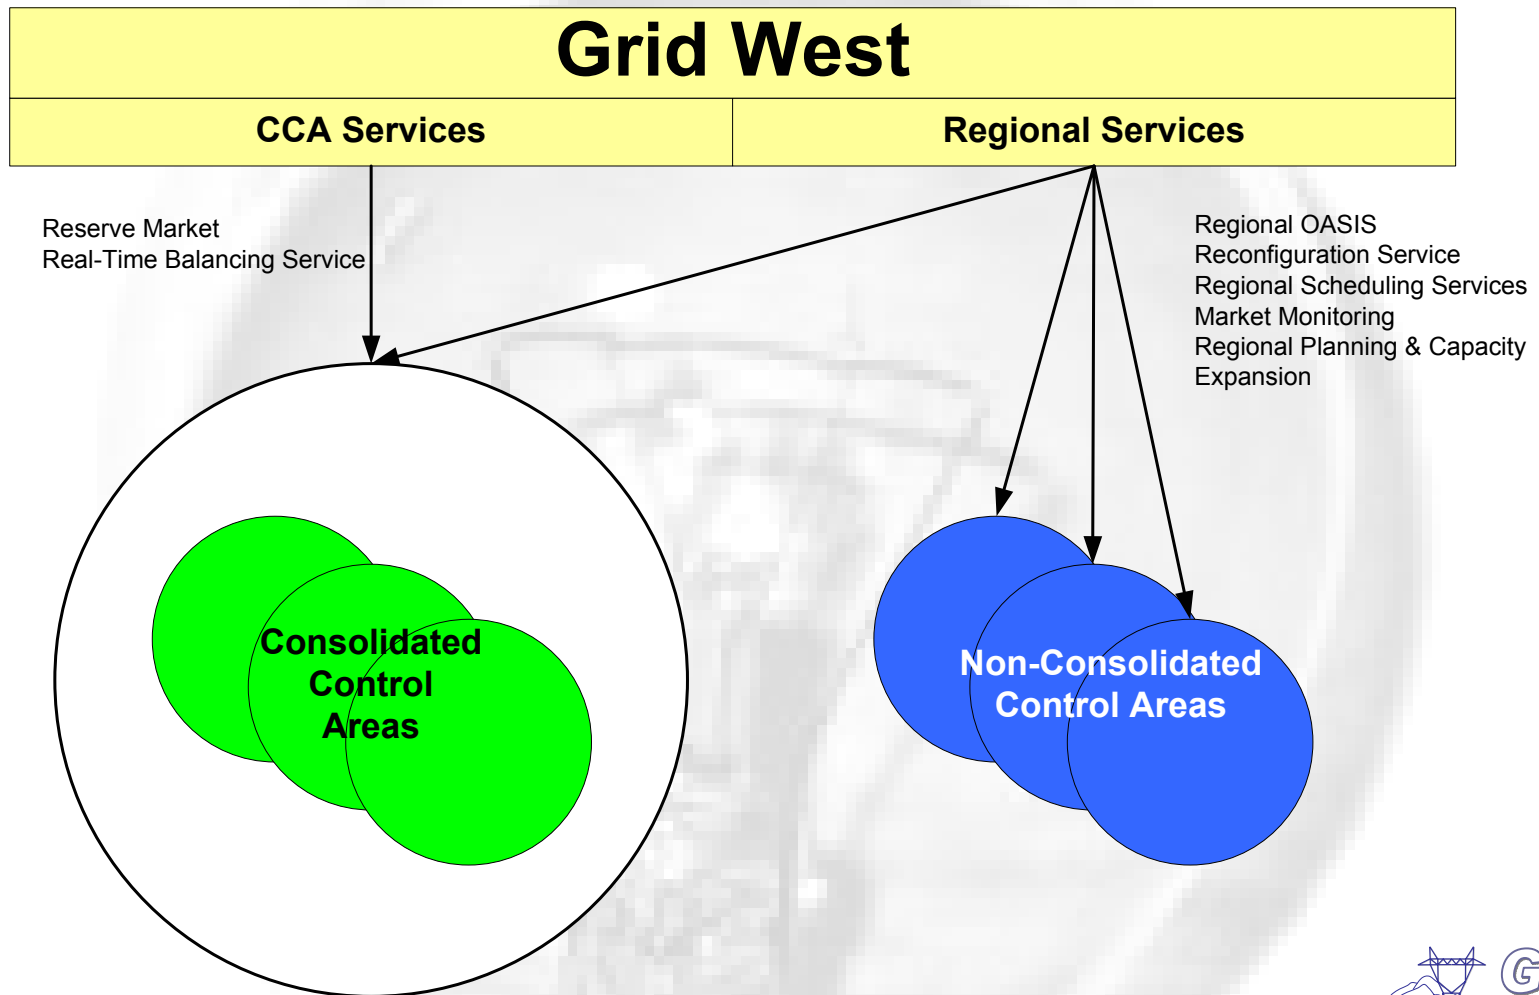 Grid West
CCA Services
Regional Services
Reserve Market
Real-Time Balancing Service
Regional OASIS
Reconfiguration Service
Regional Scheduling Services
Market Monitoring
Regional Planning & Capacity
Expansion
Consolidated
Control
Areas
Non-Consolidated
Control Areas
G